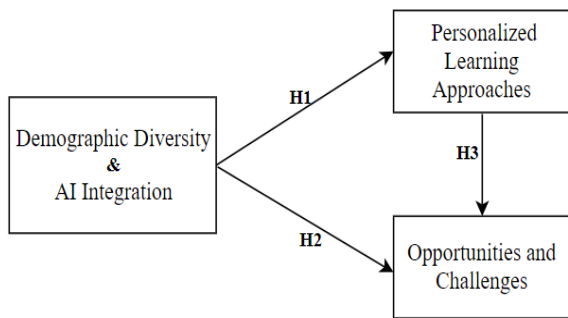 Personalized
Learning
Approaches
H1
Demographic Diversity
&
AI Integration
H3
H2
Opportunities and
Challenges